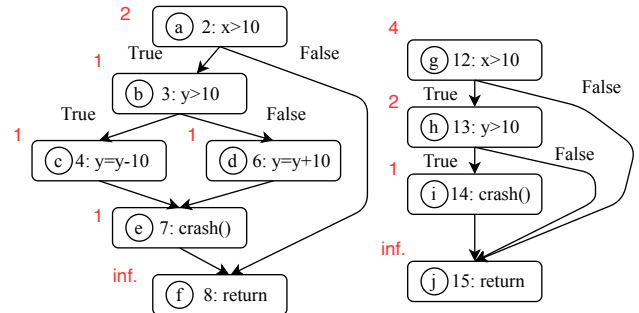 2
a 2: x>10
True
False
1
b 3: y>10
True
False
1
c 4: y=y-10
1
d 6: y=y+10
1
e 7: crash()
inf.
f 8: return
4
g 12: x>10
True
False
2
h 13: y>10
True
False
1
i 14: crash()
inf.
j 15: return